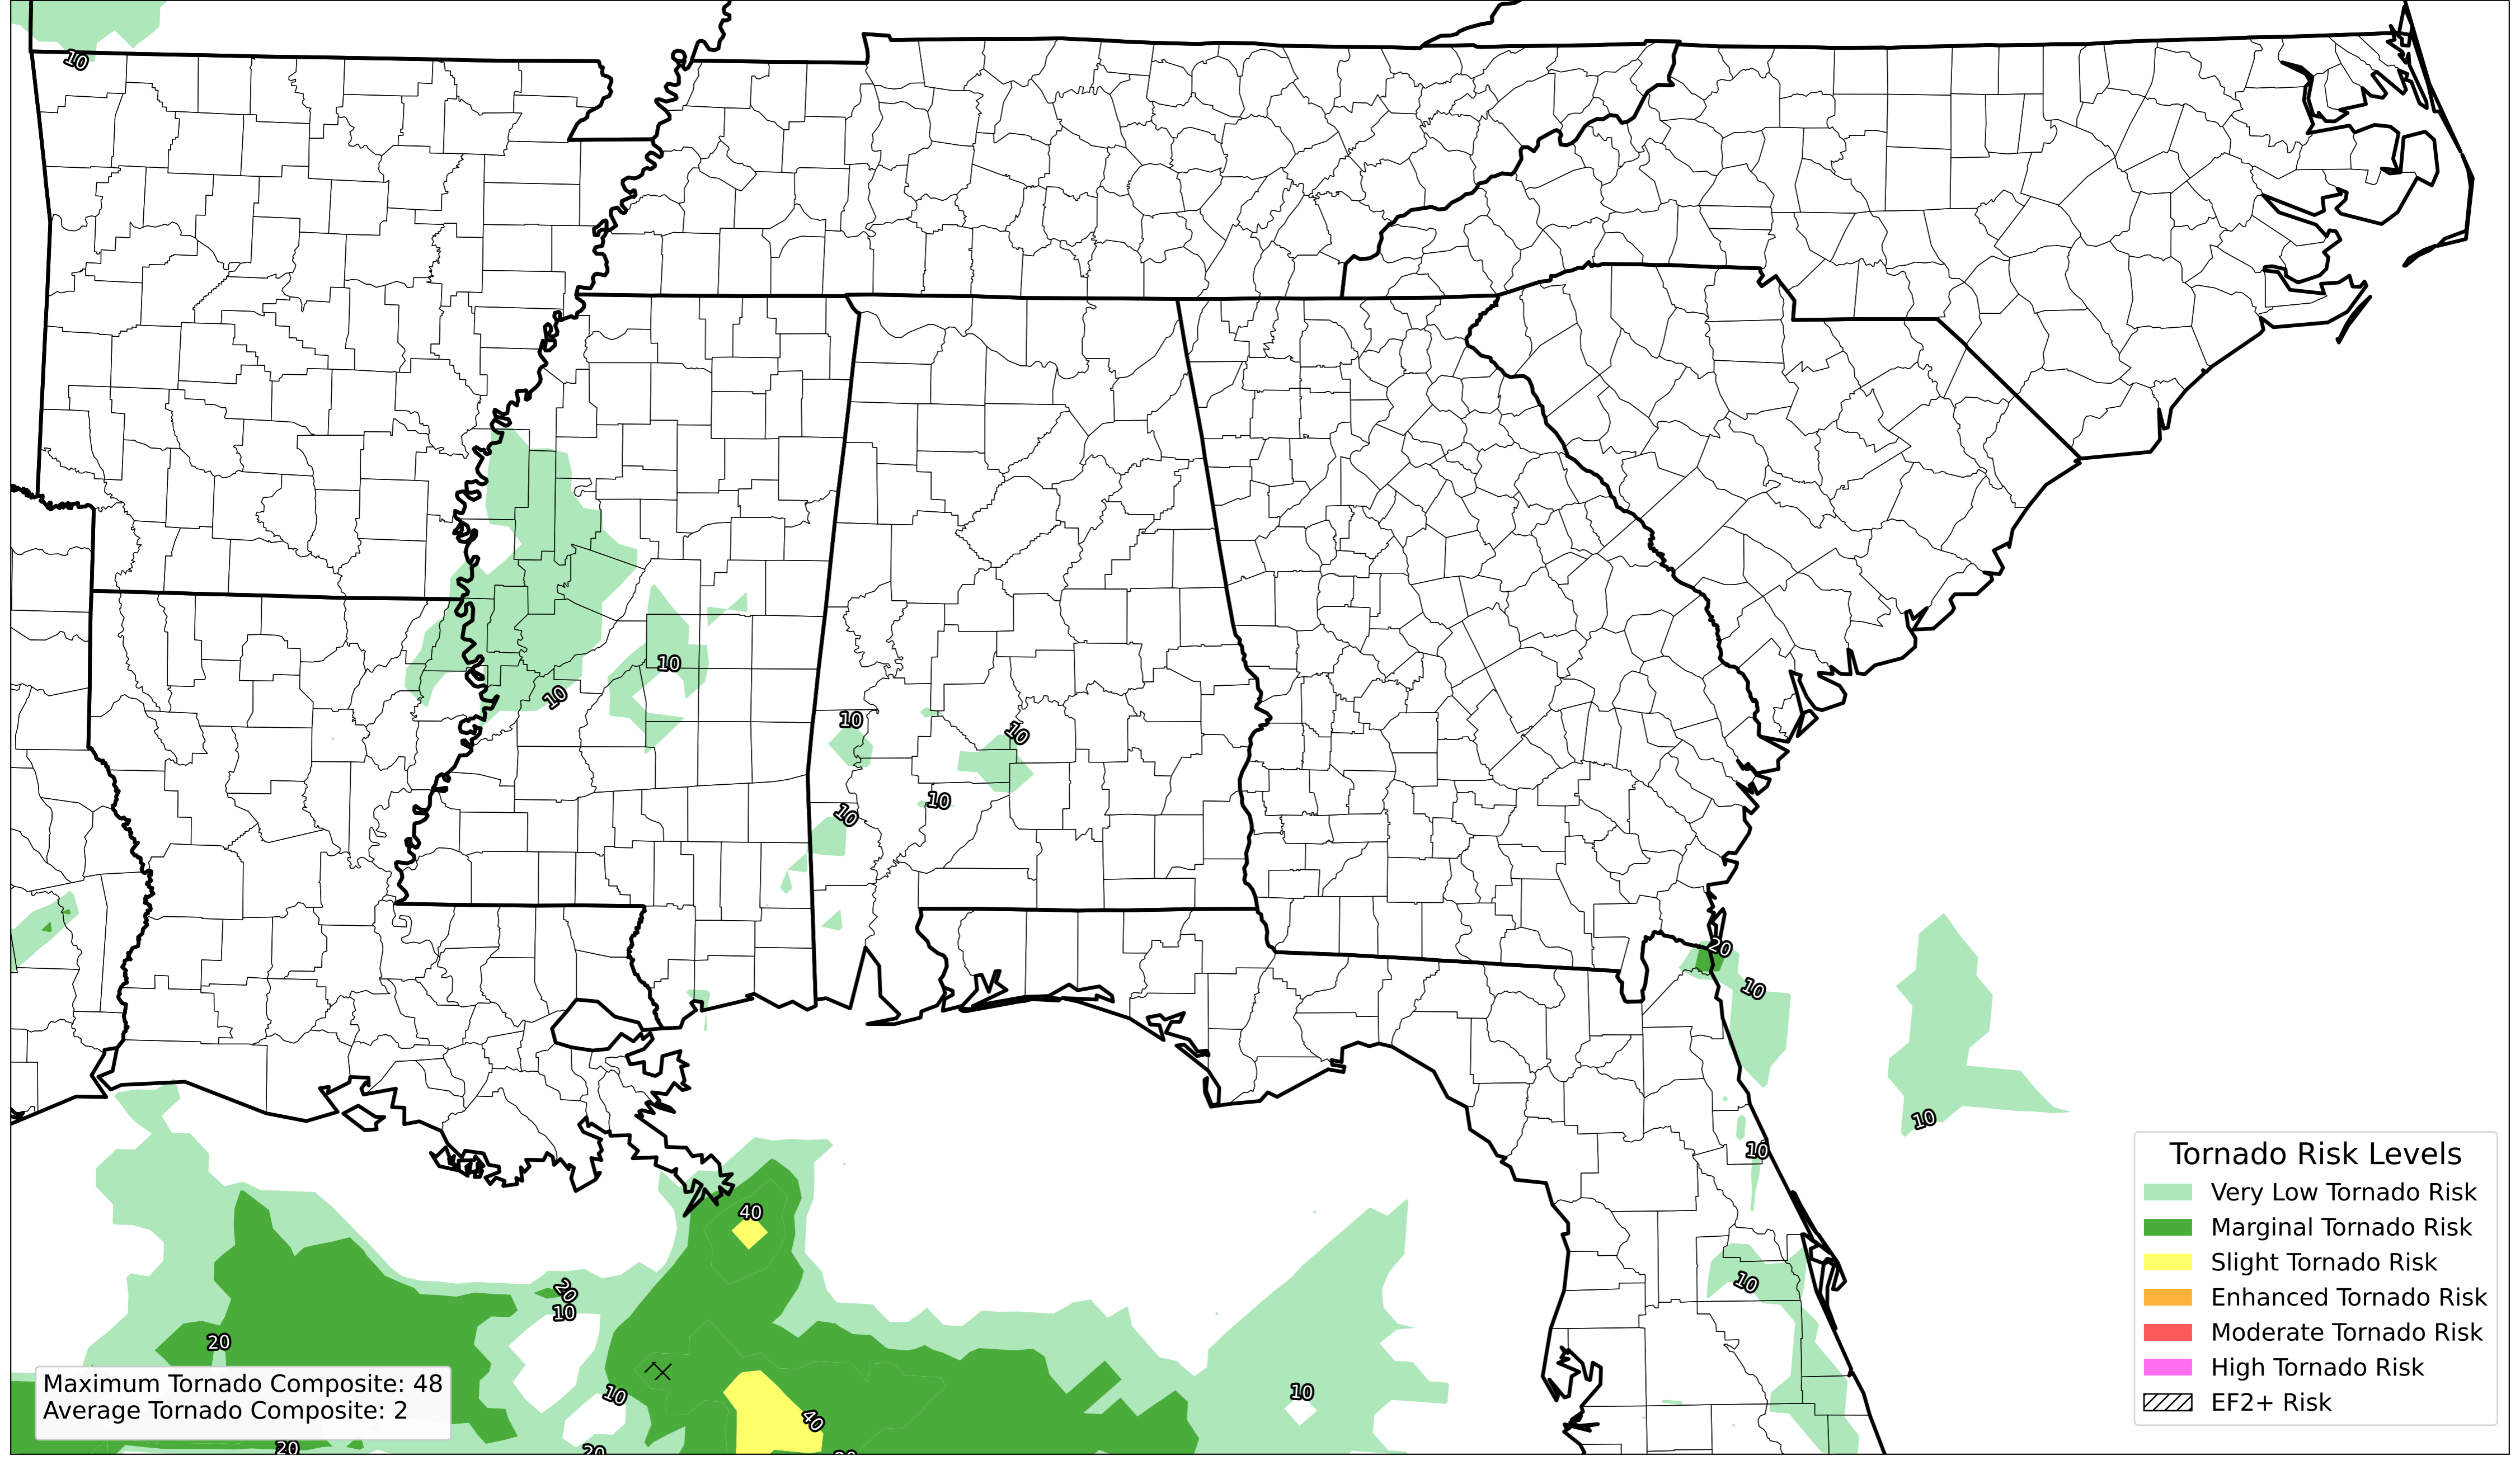 10
10
10
10
10
10
10
20
10
10
10
40
10
20
10
20
10
10
40
20
20
20
Tornado Risk Levels
Very Low Tornado Risk
Marginal Tornado Risk
Slight Tornado Risk
Enhanced Tornado Risk
Moderate Tornado Risk
High Tornado Risk
EF2+ Risk
Maximum Tornado Composite: 48
Average Tornado Composite: 2